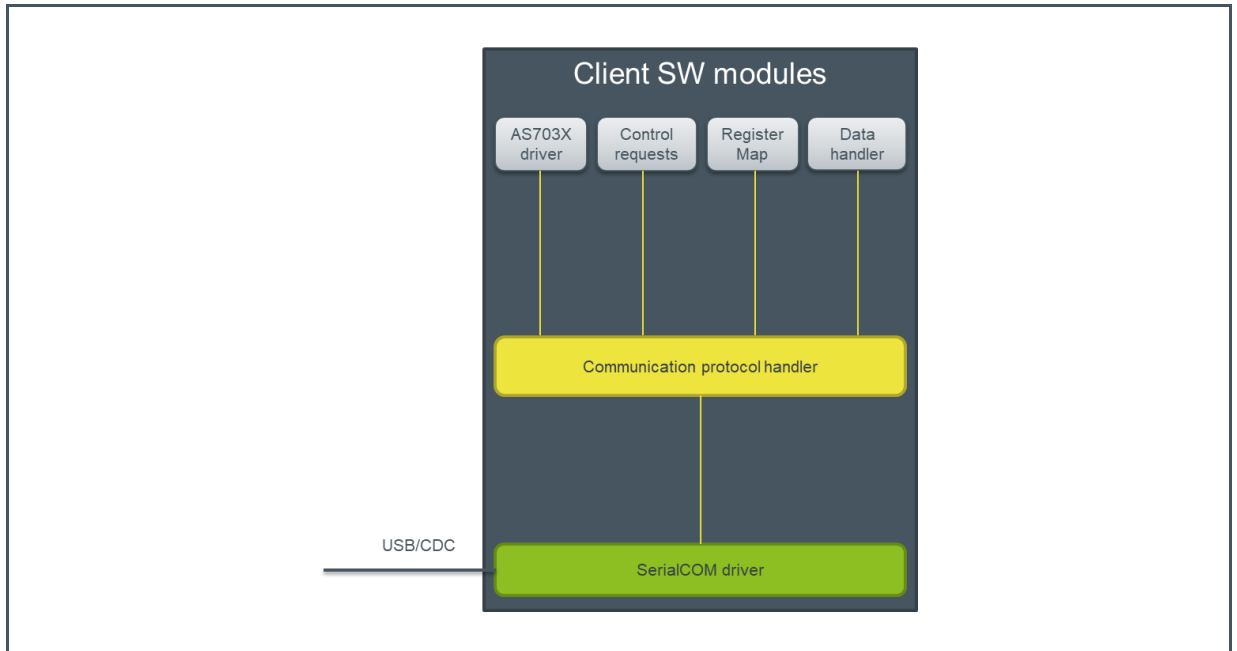 Client SW modules
AS703X
driver
Control
requests
Register
Map
Data
handler
Communication protocol handler
USB/CDC
SerialCOM driver